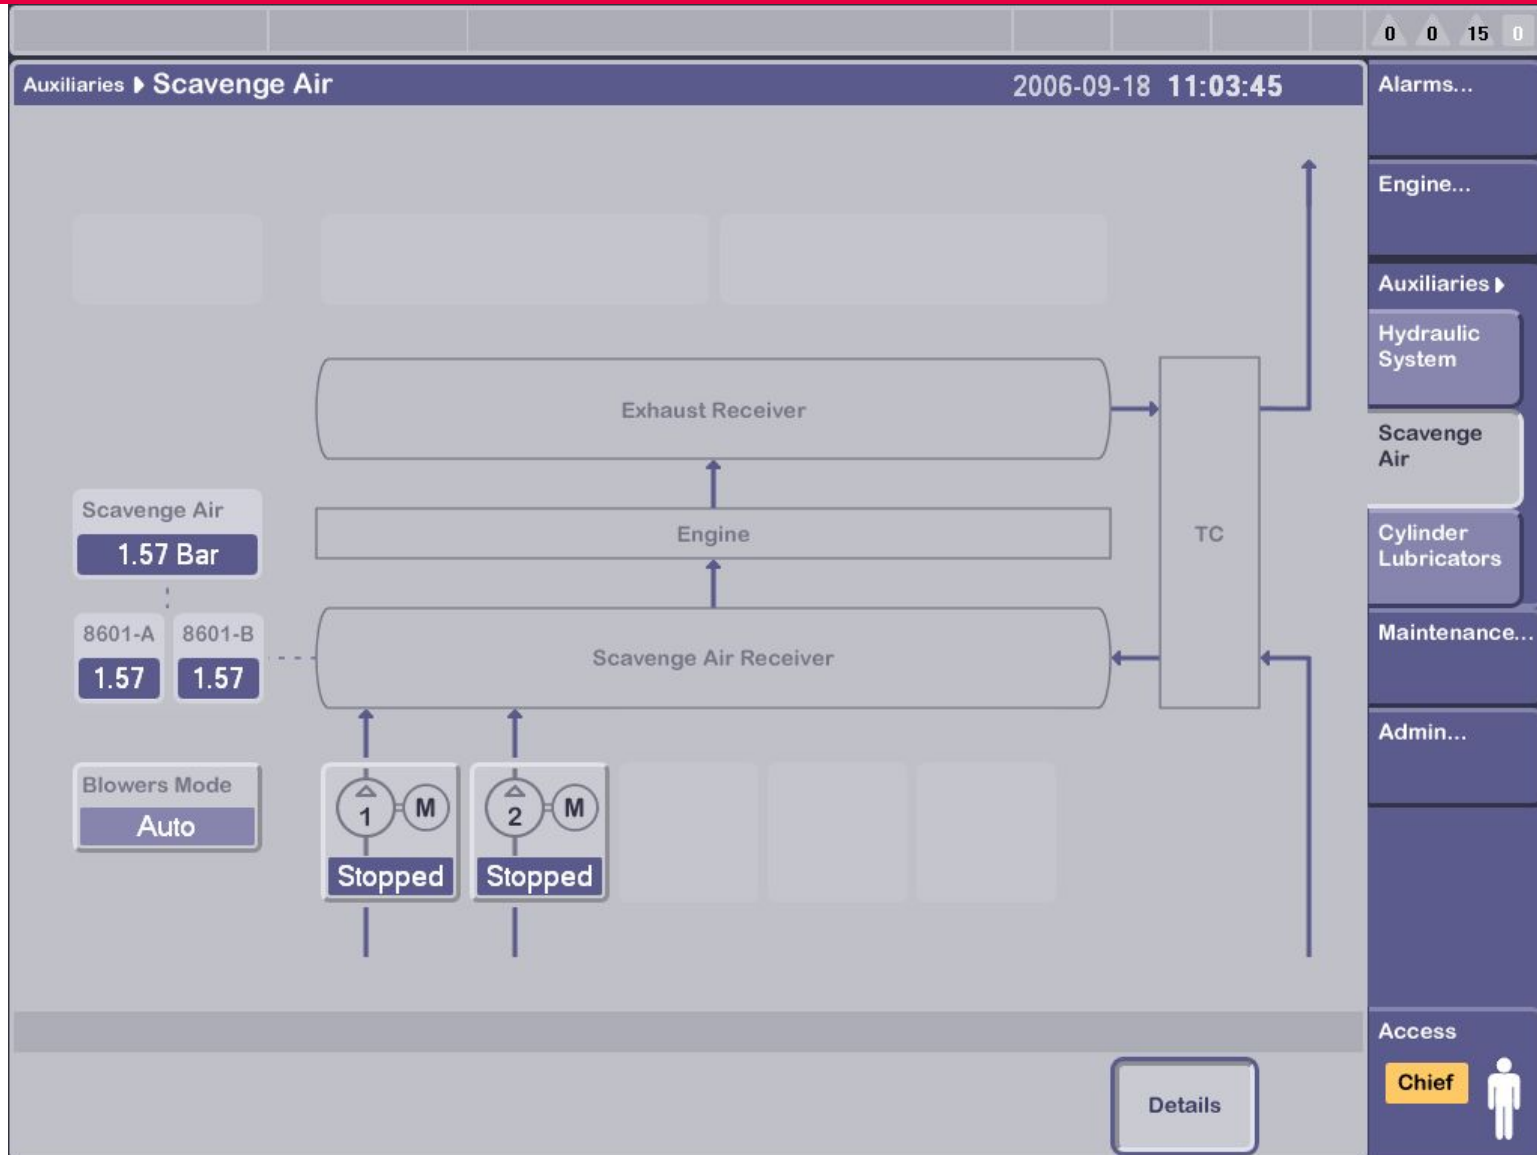 0 0 15 0
Auxiliaries Scavenge Air 2006-09-18 11:03:45
Alarms...
Engine...
Auxiliaries
Hydraulic
System
Scavenge
Air
Cylinder
Lubricators
Maintenance...
Admin...
Access
Chief
Exhaust Receiver
Engine
TC
Scavenge Air Receiver
Scavenge Air
1.57 Bar
8601-A 8601-B
1.57 1.57
Blowers Mode
Auto
1 M
Stopped
2 M
Stopped
Details